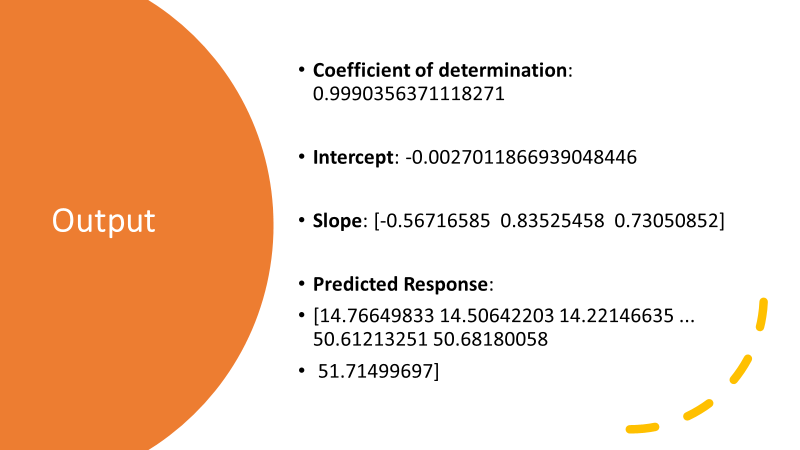 Output
• Coefficient of determination:
0.9990356371118271
• Intercept: -0.0027011866939048446
• Slope: [-0.56716585  0.83525458  0.73050852]
• Predicted Response:
• [14.76649833 14.50642203 14.22146635 ...
50.61213251 50.68180058
•  51.71499697]